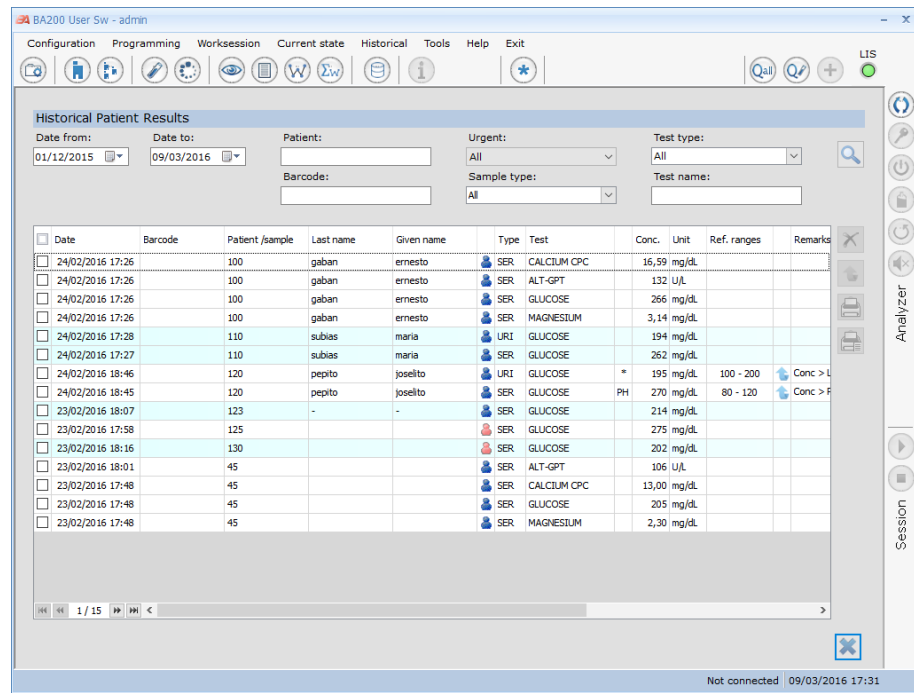 BA200 User Sw - admin
Configuration Programming Worksession Current state Historical Tools Help Exit
LIS
Qall
Historical Patient Results
Date from: Date to: Patient: Urgent: Test type:
01/12/2015 09/03/2016 All All
Barcode: Sample type: Test name:
All
Date Barcode Patient /sample Last name Given name Type Test Conc. Unit Ref. ranges Remarks
24/02/2016 17:26 100 gaban ernesto SER CALCIUM CPC 16,59 mg/dL
24/02/2016 17:26 100 gaban ernesto SER ALT-GPT 132 U/L
24/02/2016 17:26 100 gaban ernesto SER GLUCOSE 266 mg/dL
24/02/2016 17:26 100 gaban ernesto SER MAGNESIUM 3,14 mg/dL
24/02/2016 17:28 110 subias maria URI GLUCOSE 194 mg/dL
24/02/2016 17:27 110 subias maria SER GLUCOSE 262 mg/dL
24/02/2016 18:46 120 pepito joselito URI GLUCOSE * 195 mg/dL 100 - 200 Conc > L
24/02/2016 18:45 120 pepito joselito SER GLUCOSE PH 270 mg/dL 80 - 120 Conc > F
23/02/2016 18:07 123 - - SER GLUCOSE 214 mg/dL
23/02/2016 17:58 125 SER GLUCOSE 275 mg/dL
23/02/2016 18:16 130 SER GLUCOSE 202 mg/dL
23/02/2016 18:01 45 SER ALT-GPT 106 U/L
23/02/2016 17:48 45 SER CALCIUM CPC 13,00 mg/dL
23/02/2016 17:48 45 SER GLUCOSE 205 mg/dL
23/02/2016 17:48 45 SER MAGNESIUM 2,30 mg/dL
1 / 15
Analyzer
Session
Not connected 09/03/2016 17:31